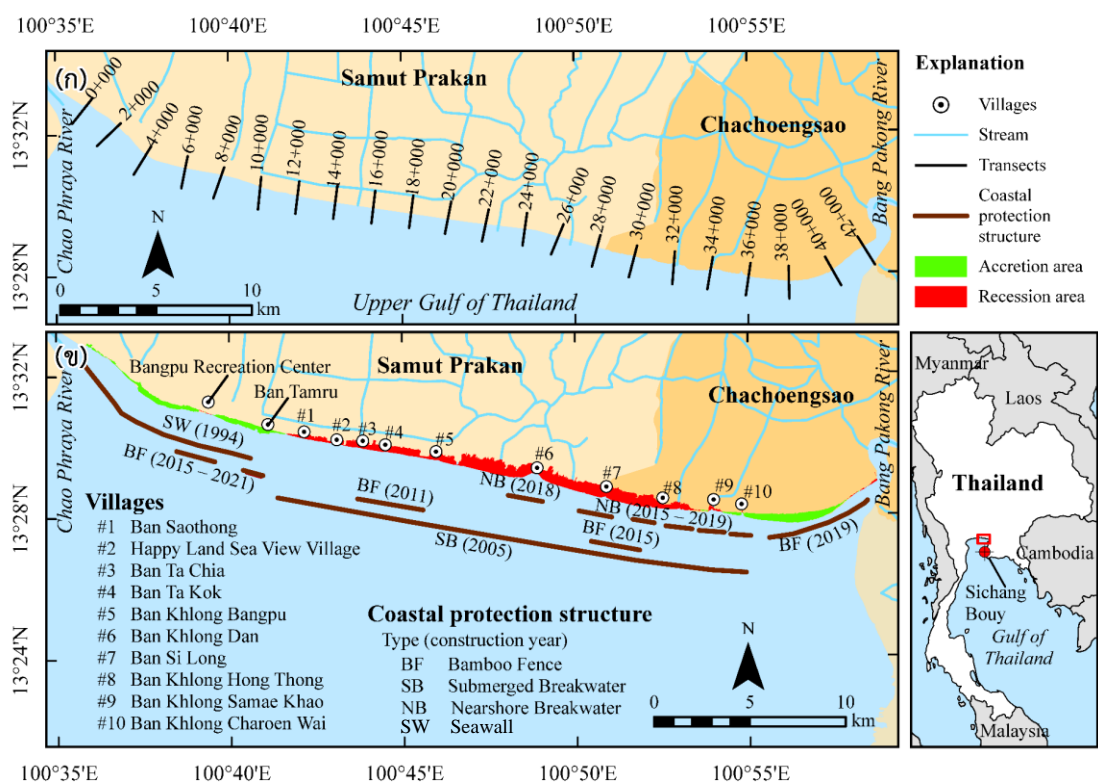 100°35'E 100°40'E 100°45'E 100°50'E 100°55'E
(ก)
Samut Prakan
Chachoengsao
Chao Phraya River
Bang Pakong River
0+000
2+000
4+000
6+000
8+000
10+000
12+000
14+000
16+000
18+000
20+000
22+000
24+000
26+000
28+000
30+000
32+000
34+000
36+000
38+000
40+000
42+000
13°32'N
13°28'N
N
0 5 10
km
Upper Gulf of Thailand
Explanation
Villages
Stream
Transects
Coastal
protection
structure
Accretion area
Recession area
(ข)
Samut Prakan
Bangpu Recreation Center
Ban Tamru
Chachoengsao
Chao Phraya River
Bang Pakong River
13°32'N
13°28'N
13°24'N
#1
#2
#3
#4
#5
#6
#7
#8
#9
#10
SW (1994)
BF (2015 – 2021)
BF (2011)
NB (2018)
NB (2015 – 2019)
BF (2015)
SB (2005)
BF (2019)
Villages
#1 Ban Saothong
#2 Happy Land Sea View Village
#3 Ban Ta Chia
#4 Ban Ta Kok
#5 Ban Khlong Bangpu
#6 Ban Khlong Dan
#7 Ban Si Long
#8 Ban Khlong Hong Thong
#9 Ban Khlong Samae Khao
#10 Ban Khlong Charoen Wai
Coastal protection structure
Type (construction year)
BF Bamboo Fence
SB Submerged Breakwater
NB Nearshore Breakwater
SW Seawall
N
0 5 10
km
100°35'E 100°40'E 100°45'E 100°50'E 100°55'E
Myanmar
Laos
Thailand
Cambodia
Sichang
Bouy
Gulf of
Thailand
Malaysia